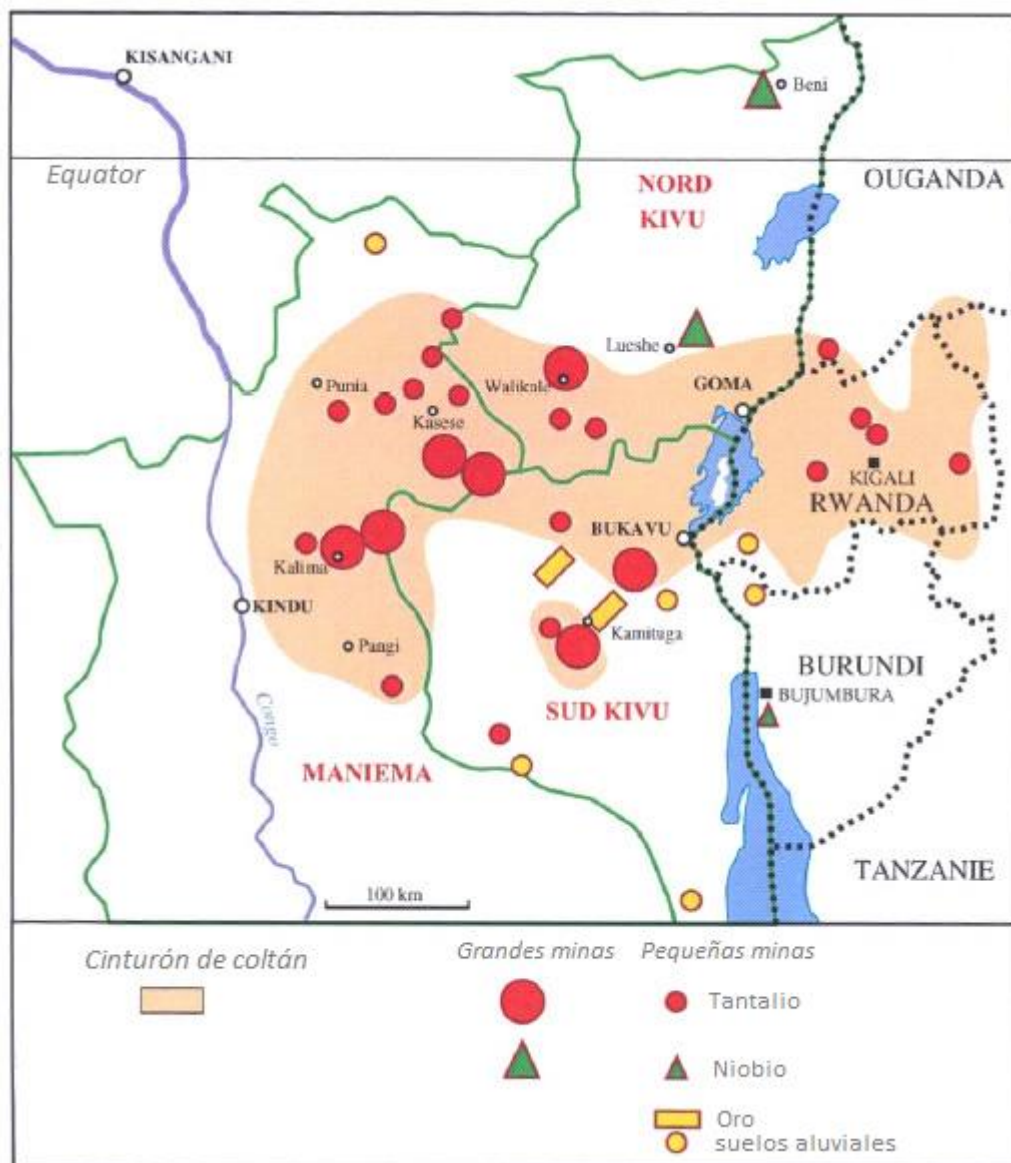 KISANGANI
Beni
Equator
NORD
KIVU
OUGANDA
Lueshe
Punia
Walikale
GOMA
Kasese
KIGALI
RWANDA
BUKAVU
Kalima
KINDU
Kamituga
Pangi
BURUNDI
BUJUMBURA
SUD KIVU
Congo
MANIEMA
TANZANIE
100 km
Cinturón de coltán
Grandes minas
Pequeñas minas
Tantalio
Niobio
Oro
suelos aluviales